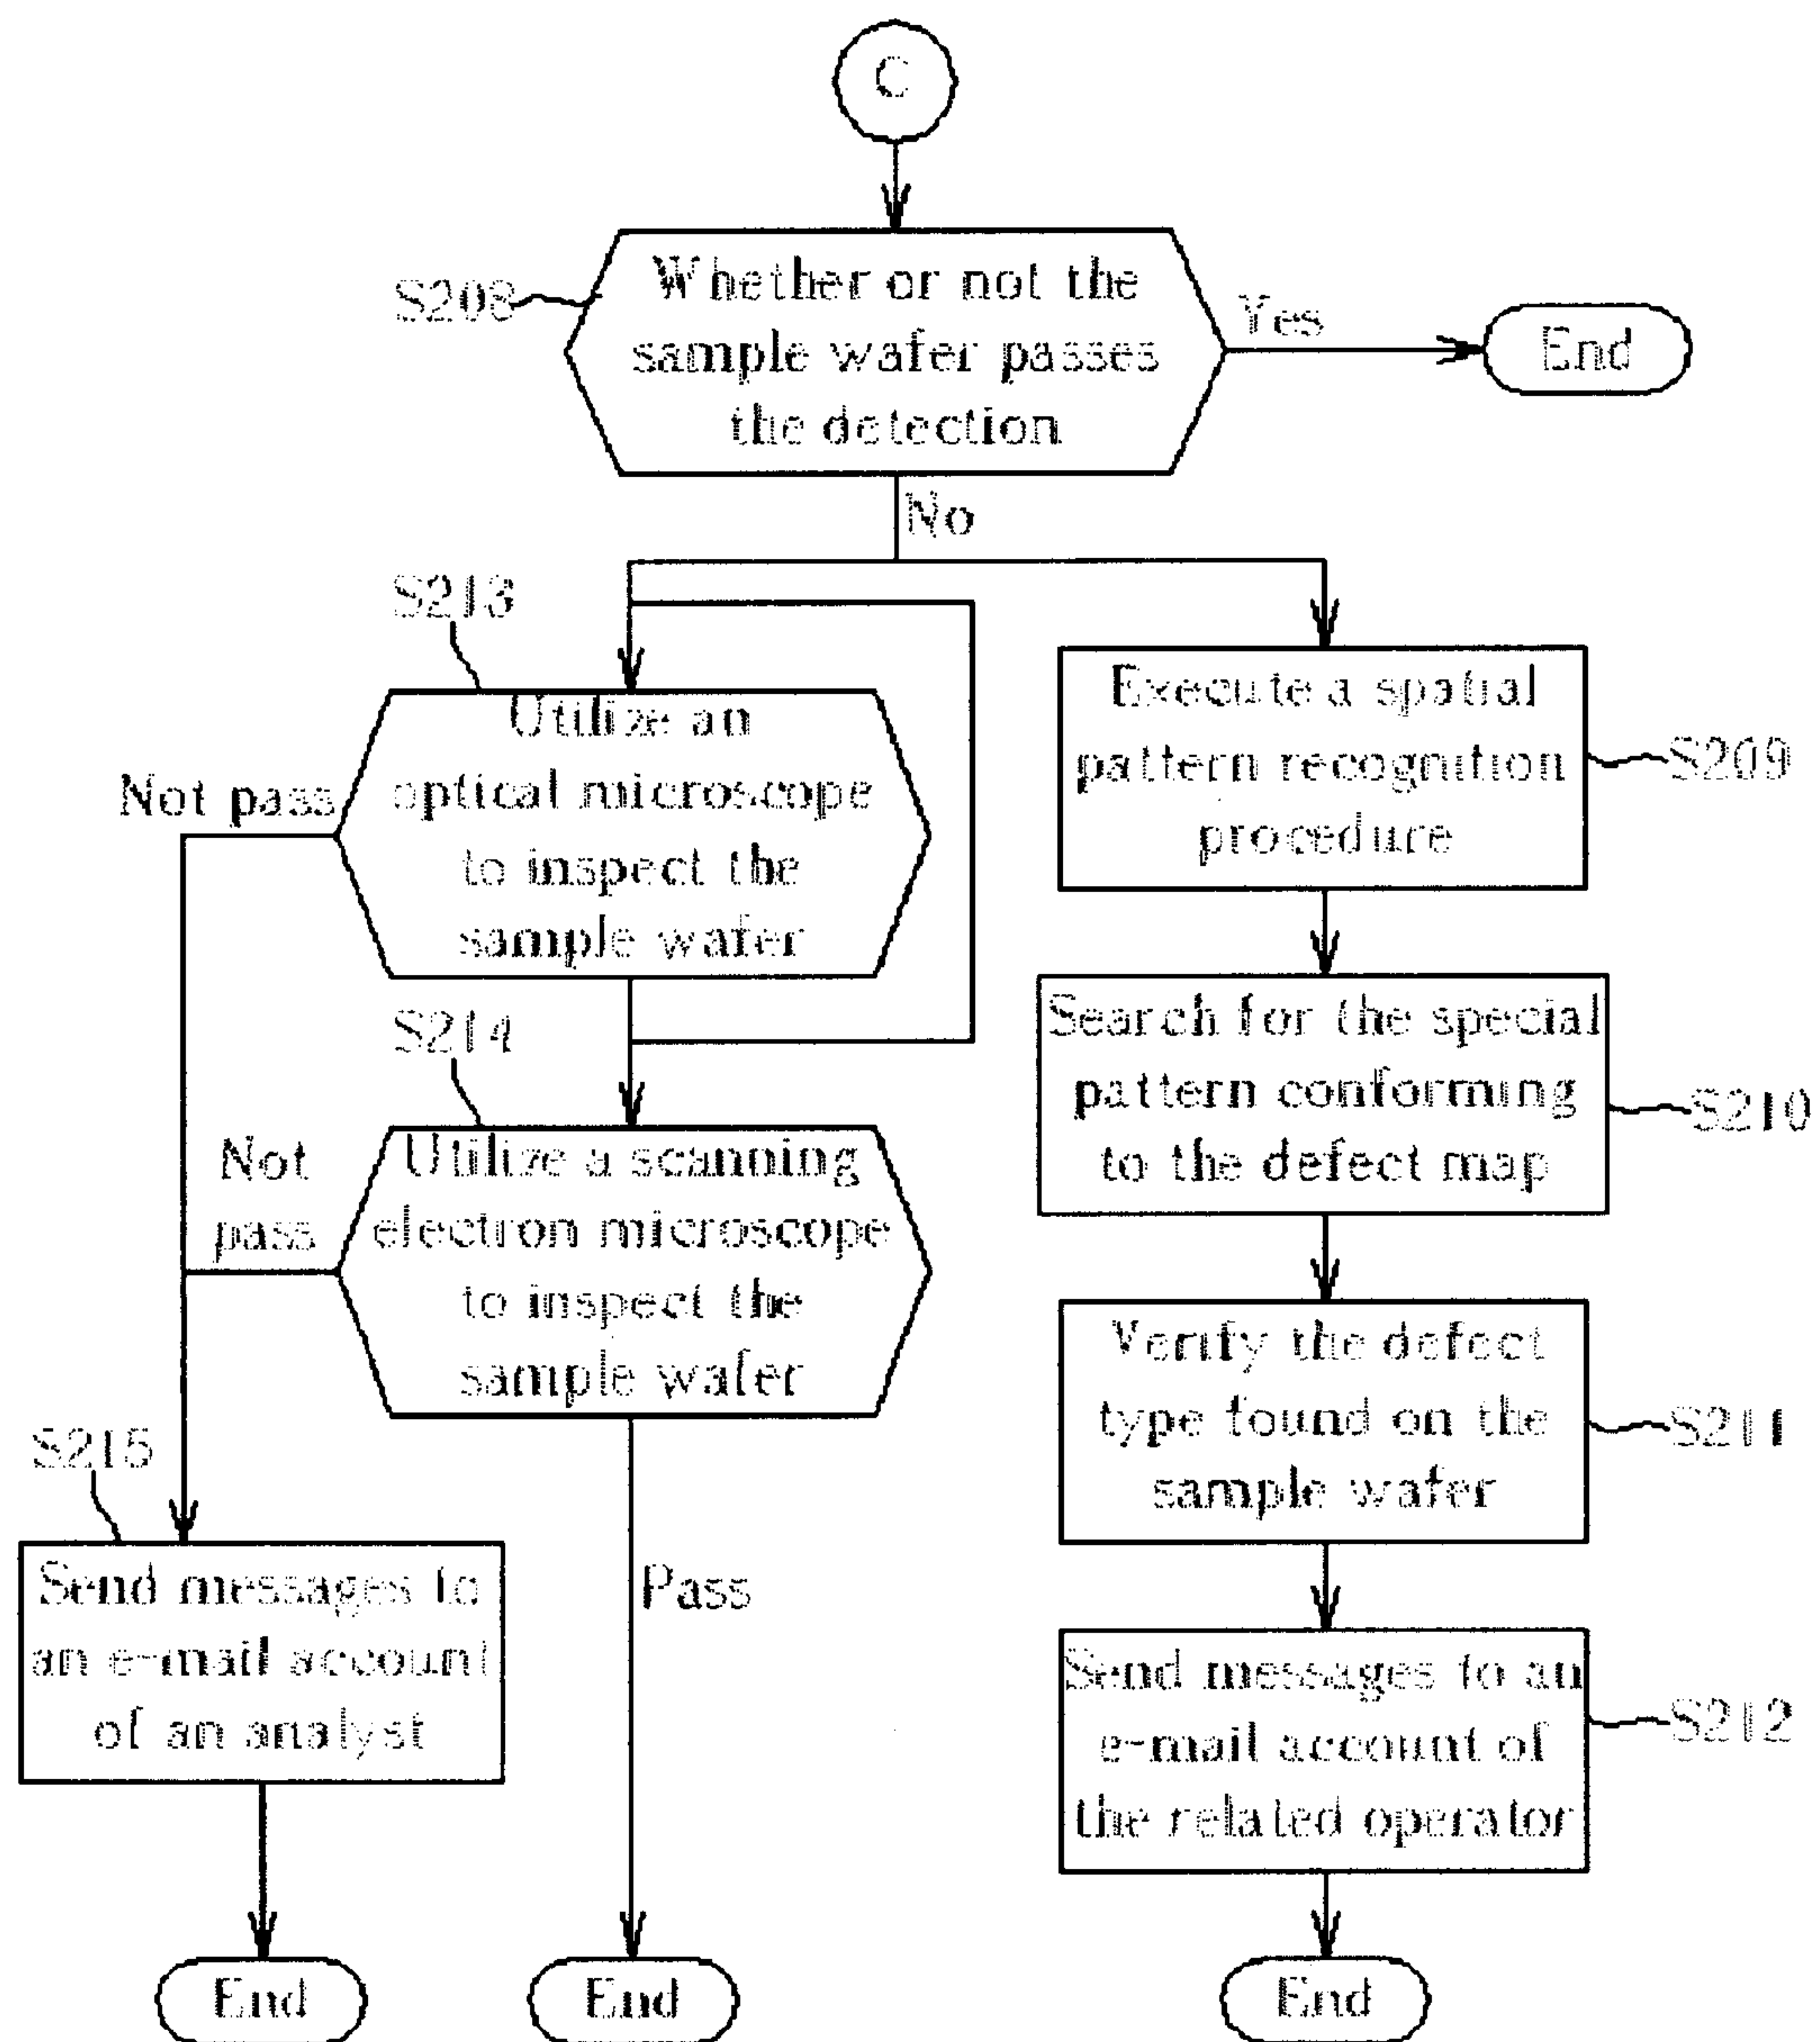 C
S208
Whether or not the
sample wafer passes
the detection
Yes
End
No
S213
Utilize an
optical microscope
to inspect the
sample wafer
Not pass
Execute a spatial
pattern recognition
procedure
S209
S214
Search for the special
pattern conforming
to the defect map
S210
Not
pass
Utilize a scanning
electron microscope
to inspect the
sample wafer
Verify the defect
type found on the
sample wafer
S211
S215
Send messages to
an e-mail account
of an analyst
Pass
Send messages to an
e-mail account of
the related operator
S212
End
End
End